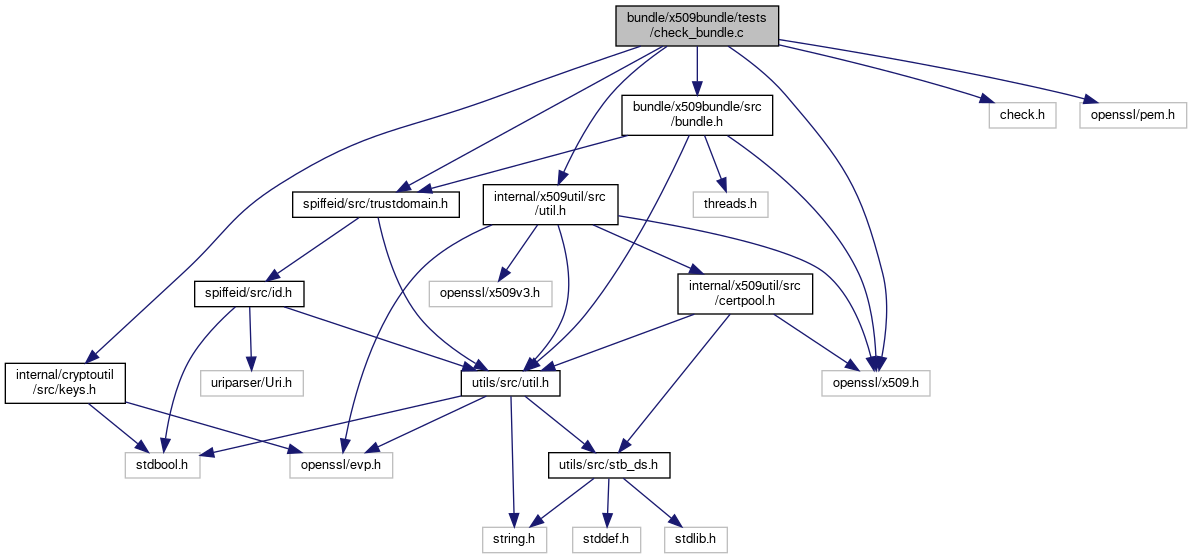 bundle/x509bundle/tests
/check_bundle.c
bundle/x509bundle/src
/bundle.h
check.h
openssl/pem.h
spiffeid/src/trustdomain.h
internal/x509util/src
/util.h
threads.h
spiffeid/src/id.h
openssl/x509v3.h
internal/x509util/src
/certpool.h
internal/cryptoutil
/src/keys.h
uriparser/Uri.h
utils/src/util.h
openssl/x509.h
stdbool.h
openssl/evp.h
utils/src/stb_ds.h
string.h
stddef.h
stdlib.h